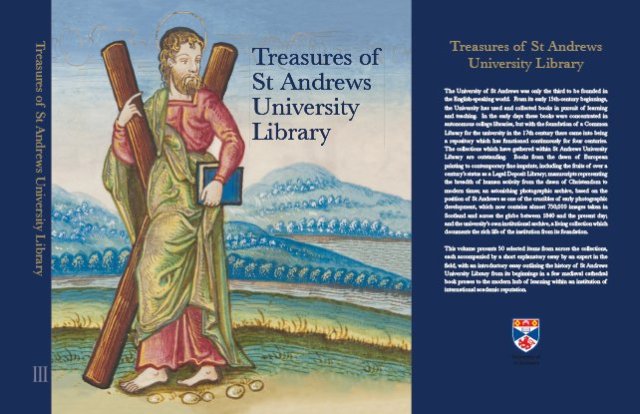 Treasures of St Andrews University Library
III
Treasures of
St Andrews
University
Library
Treasures of St Andrews
University Library
The University of St Andrews was only the third to be founded in
the English-speaking world. From its early 15th-century beginnings,
the University has used and collected books in pursuit of learning
and teaching. In the early days these books were concentrated in
autonomous college libraries, but with the foundation of a Common
Library for the university in the 17th century there came into being
a repository which has functioned continuously for four centuries.
The collections which have gathered within St Andrews University
Library are outstanding. Books from the dawn of European
printing to contemporary fine imprints, including the fruits of over a
century's status as a Legal Deposit Library; manuscripts representing
the breadth of human activity from the dawn of Christendom to
modern times; an astonishing photographic archive, based on the
position of St Andrews as one of the crucibles of early photographic
development, which now contains almost 750,000 images taken in
Scotland and across the globe between 1840 and the present day;
and the university's own institutional archive, a living collection which
documents the rich life of the institution from its foundation.
This volume presents 50 selected items from across the collections,
each accompanied by a short explanatory essay by an expert in the
field, with an introductory essay outlining the history of St Andrews
University Library from its beginnings in a few medieval cathedral
book presses to the modern hub of learning within an institution of
international academic reputation.